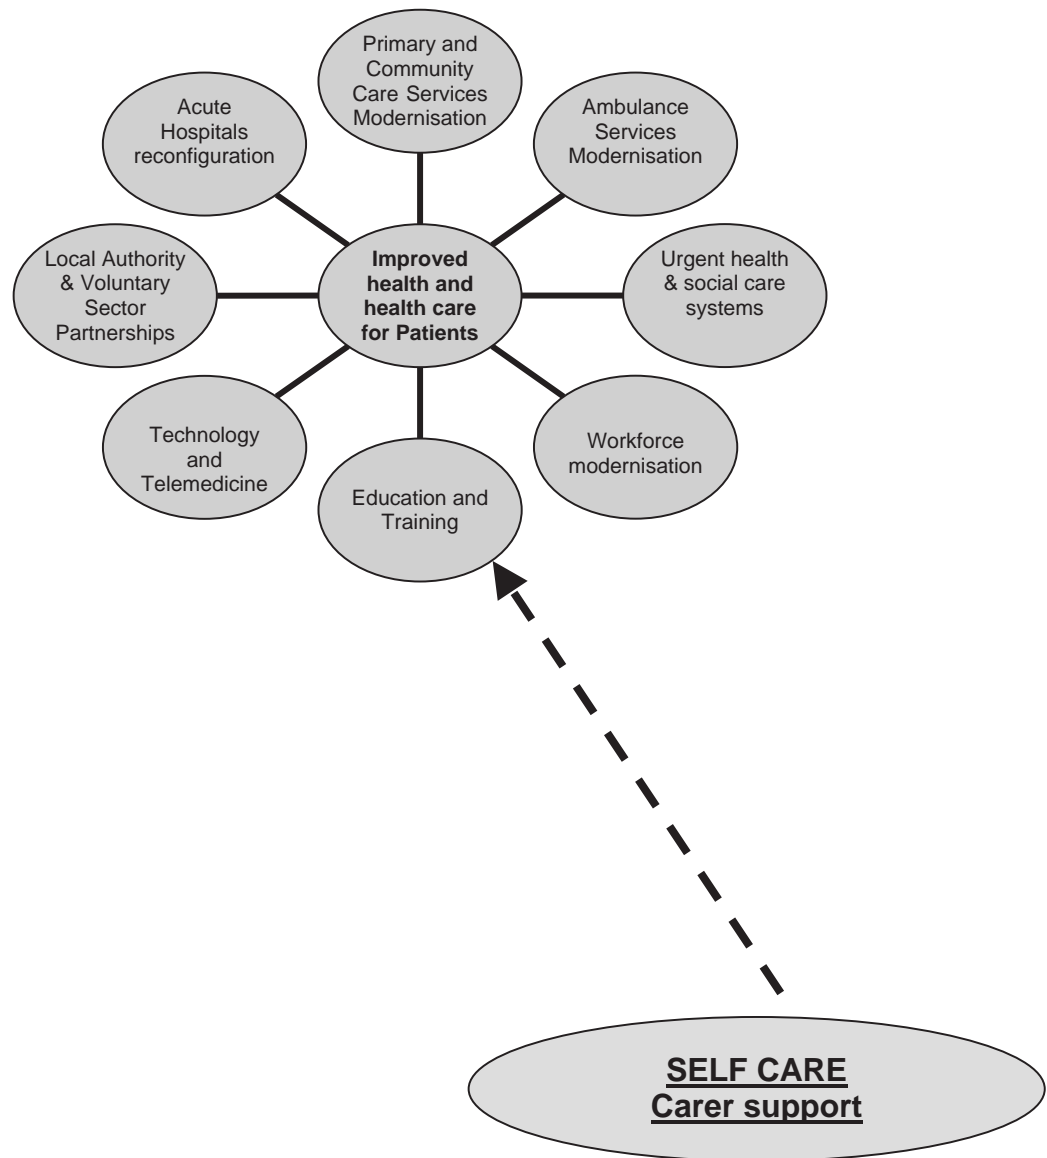 Primary and
Community
Care Services
Modernisation
Acute
Hospitals
reconfiguration
Ambulance
Services
Modernisation
Local Authority
& Voluntary
Sector
Partnerships
Improved
health and
health care
for Patients
Urgent health
& social care
systems
Technology
and
Telemedicine
Education and
Training
Workforce
modernisation
SELF CARE
Carer support